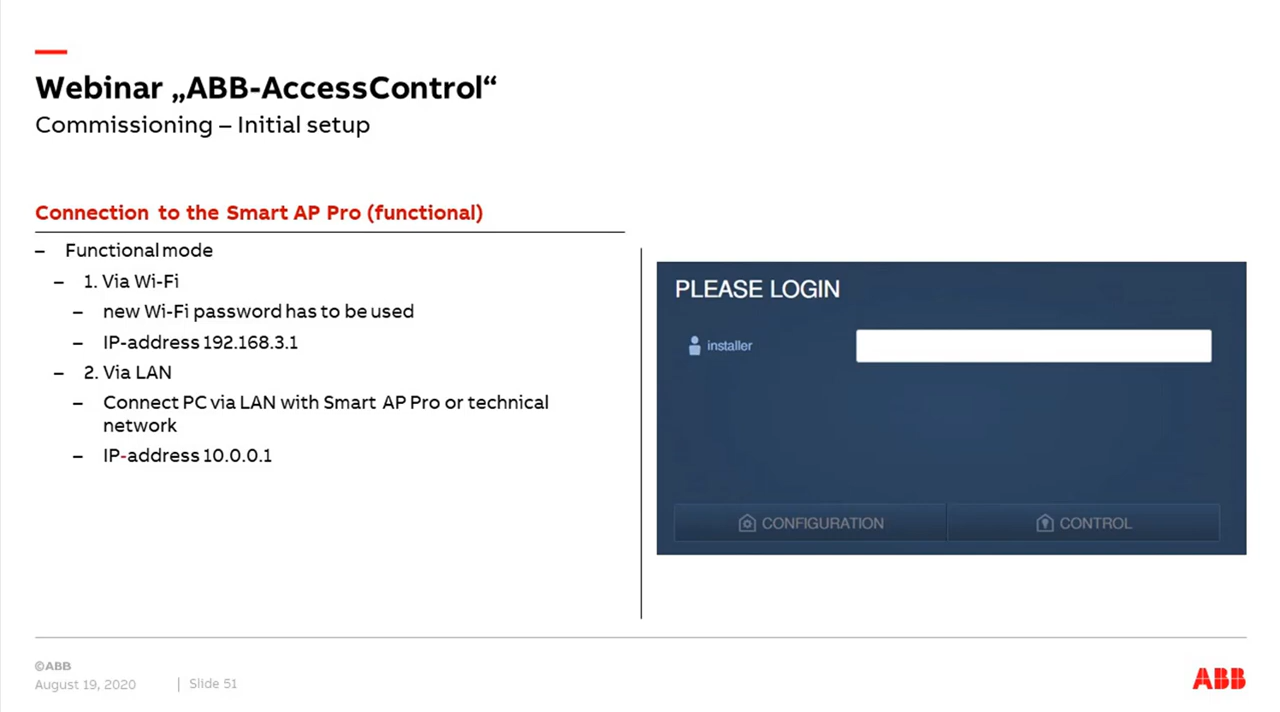 Webinar „ABB-AccessControl“
Commissioning – Initial setup
Connection to the Smart AP Pro (functional)
– Functional mode
– 1. Via Wi-Fi
– new Wi-Fi password has to be used
– IP-address 192.168.3.1
– 2. Via LAN
– Connect PC via LAN with Smart AP Pro or technical
network
– IP-address 10.0.0.1
PLEASE LOGIN
installer
CONFIGURATION
CONTROL
©ABB
August 19, 2020 | Slide 51
ABB